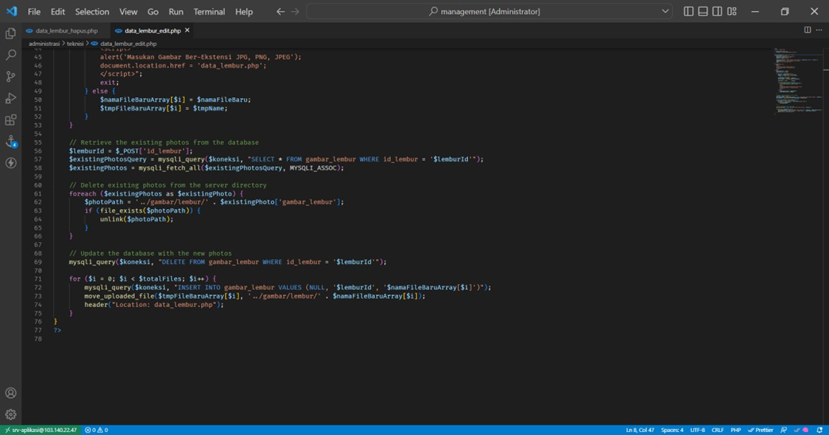 File Edit Selection View Go Run Terminal Help
management [Administrator]
data_lembur_hapus.php data_lembur_edit.php
administrasi > teknisi > data_lembur_edit.php
44 <script>
45 alert('Masukan Gambar Ber-Ekstensi JPG, PNG, JPEG');
46 document.location.href = 'data_lembur.php';
47 </script>";
48 exit;
49 } else {
50 $namaFileBaruArray[$i] = $namaFileBaru;
51 $tmpFileBaruArray[$i] = $tmpName;
52 }
53 }
54
55 // Retrieve the existing photos from the database
56 $lemburId = $_POST['id_lembur'];
57 $existingPhotosQuery = mysqli_query($koneksi, "SELECT * FROM gambar_lembur WHERE id_lembur = '$lemburId'");
58 $existingPhotos = mysqli_fetch_all($existingPhotosQuery, MYSQLI_ASSOC);
59
60 // Delete existing photos from the server directory
61 foreach ($existingPhotos as $existingPhoto) {
62 $photoPath = '../gambar/lembur/' . $existingPhoto['gambar_lembur'];
63 if (file_exists($photoPath)) {
64 unlink($photoPath);
65 }
66 }
67
68 // Update the database with the new photos
69 mysqli_query($koneksi, "DELETE FROM gambar_lembur WHERE id_lembur = '$lemburId'");
70
71 for ($i = 0; $i < $totalFiles; $i++) {
72 mysqli_query($koneksi, "INSERT INTO gambar_lembur VALUES (NULL, '$lemburId', '$namaFileBaruArray[$i]')");
73 move_uploaded_file($tmpFileBaruArray[$i], '../gambar/lembur/' . $namaFileBaruArray[$i]);
74 header("Location: data_lembur.php");
75 }
76 }
77 ?>
78
srv-aplikasi@103.140.22.47 0 0 Ln 8, Col 47 Spaces: 4 UTF-8 CRLF PHP Prettier